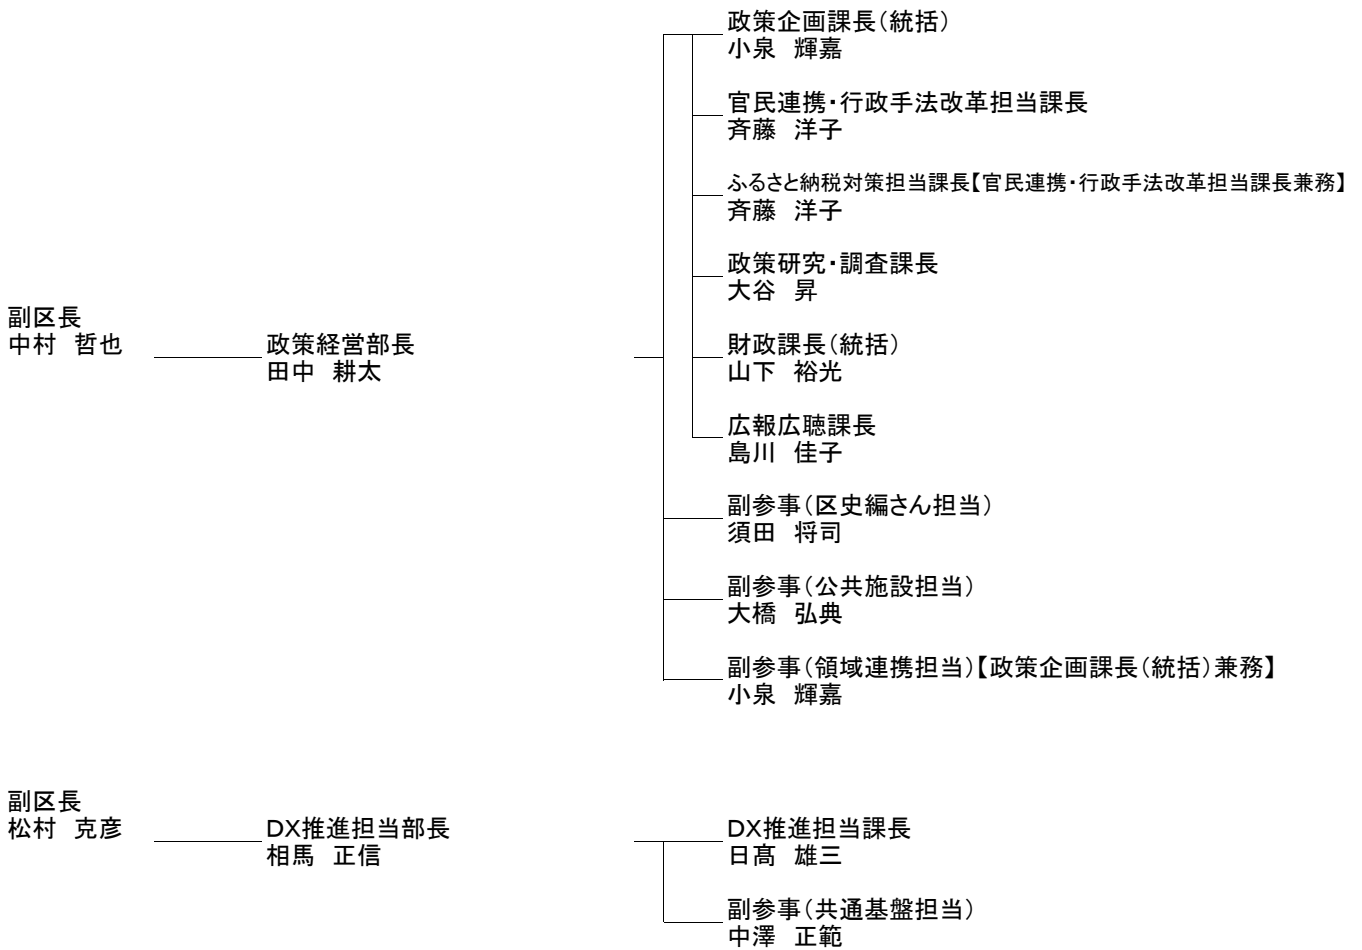 政策企画課長（統括）
小泉　輝嘉
官民連携・行政手法改革担当課長
斉藤　洋子
ふるさと納税対策担当課長【官民連携・行政手法改革担当課長兼務】
斉藤　洋子
政策研究・調査課長
大谷　昇
副区長
中村　哲也
政策経営部長
田中　耕太
財政課長（統括）
山下　裕光
広報広聴課長
島川　佳子
副参事（区史編さん担当）
須田　将司
副参事（公共施設担当）
大橋　弘典
副参事（領域連携担当）【政策企画課長（統括）兼務】
小泉　輝嘉
副区長
松村　克彦
DX推進担当部長
相馬　正信
DX推進担当課長
日髙　雄三
副参事（共通基盤担当）
中澤　正範